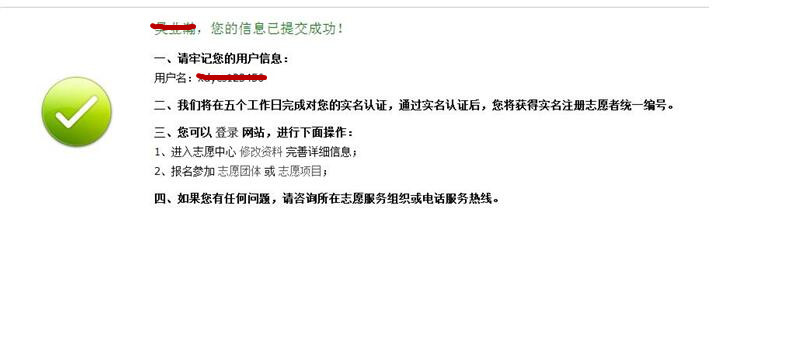 ，您的信息已提交成功！
一、请牢记您的用户信息：
用户名：
二、我们将在五个工作日完成对您的实名认证，通过实名认证后，您将获得实名注册志愿者统一编号。
三、您可以 登录 网站，进行下面操作：
1、进入志愿中心 修改资料 完善详细信息；
2、报名参加 志愿团体 或 志愿项目；
四、如果您有任何问题，请咨询所在志愿服务组织或电话服务热线。